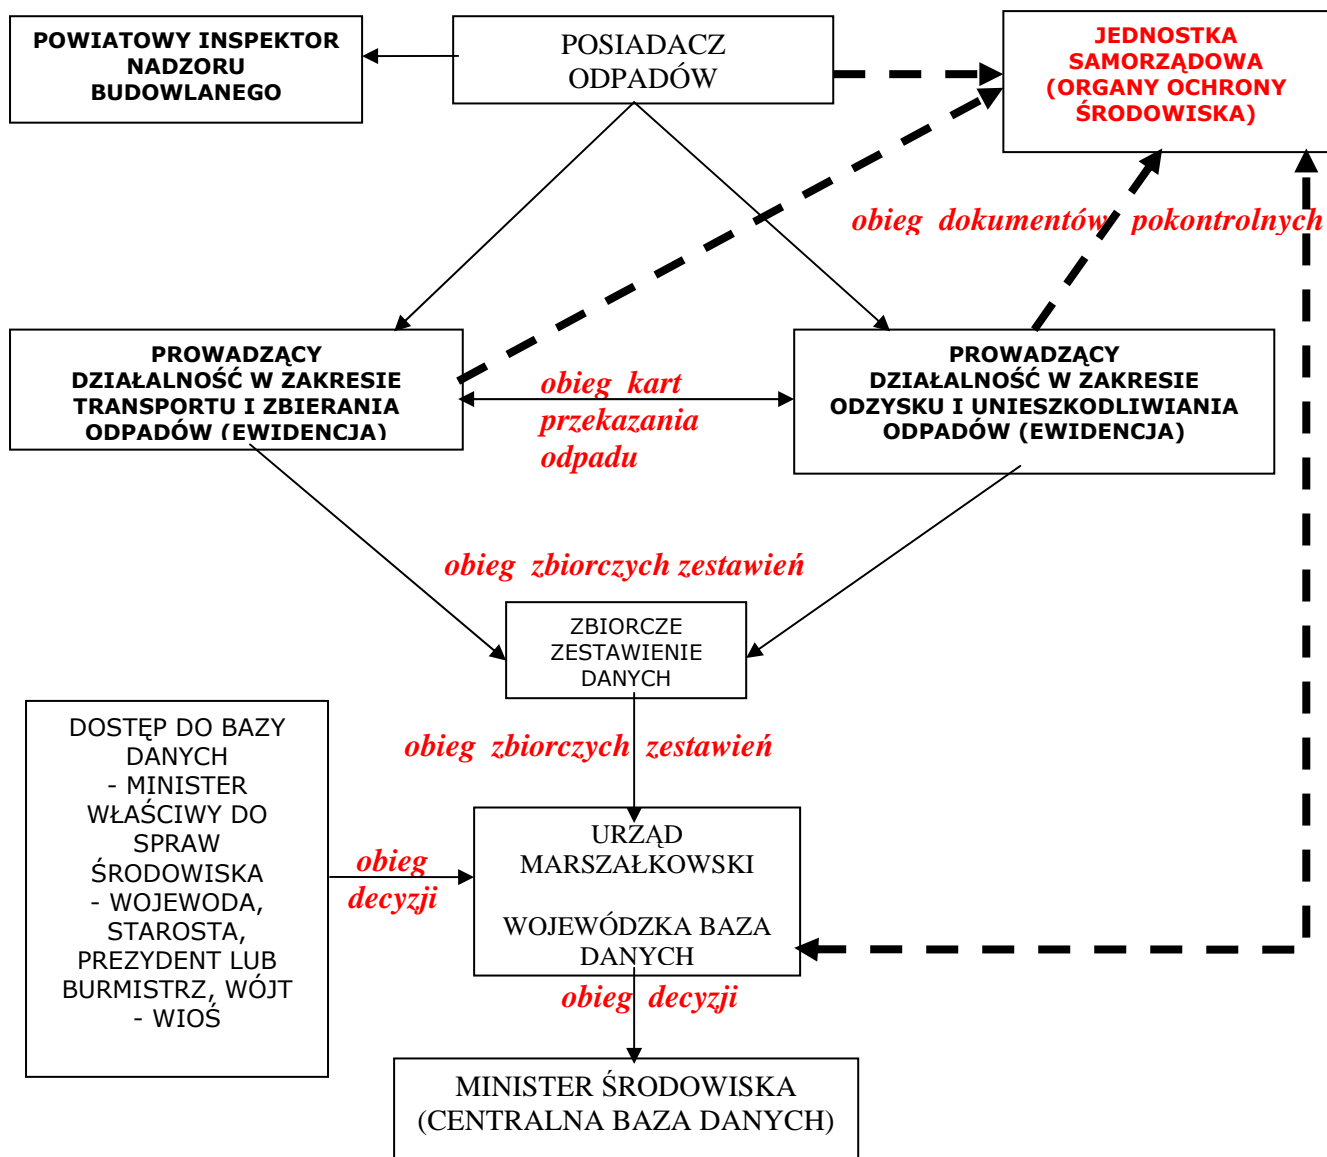 POWIATOWY INSPEKTOR
NADZORU
BUDOWLANEGO
POSIADACZ
ODPADÓW
JEDNOSTKA
SAMORZĄDOWA
(ORGANY OCHRONY
ŚRODOWISKA)
obieg dokumentów pokontrolnych
PROWADZĄCY
DZIAŁALNOŚĆ W ZAKRESIE
TRANSPORTU I ZBIERANIA
ODPADÓW (EWIDENCJA)
obieg kart
przekazania
odpadu
PROWADZĄCY
DZIAŁALNOŚĆ W ZAKRESIE
ODZYSKU I UNIESZKODLIWIANIA
ODPADÓW (EWIDENCJA)
obieg zbiorczych zestawień
ZBIORCZE
ZESTAWIENIE
DANYCH
obieg zbiorczych zestawień
DOSTĘP DO BAZY
DANYCH
- MINISTER
WŁAŚCIWY DO
SPRAW
ŚRODOWISKA
- WOJEWODA,
STAROSTA,
PREZYDENT LUB
BURMISTRZ, WÓJT
- WIOŚ
obieg
decyzji
URZĄD
MARSZAŁKOWSKI
WOJEWÓDZKA BAZA
DANYCH
obieg decyzji
MINISTER ŚRODOWISKA
(CENTRALNA BAZA DANYCH)